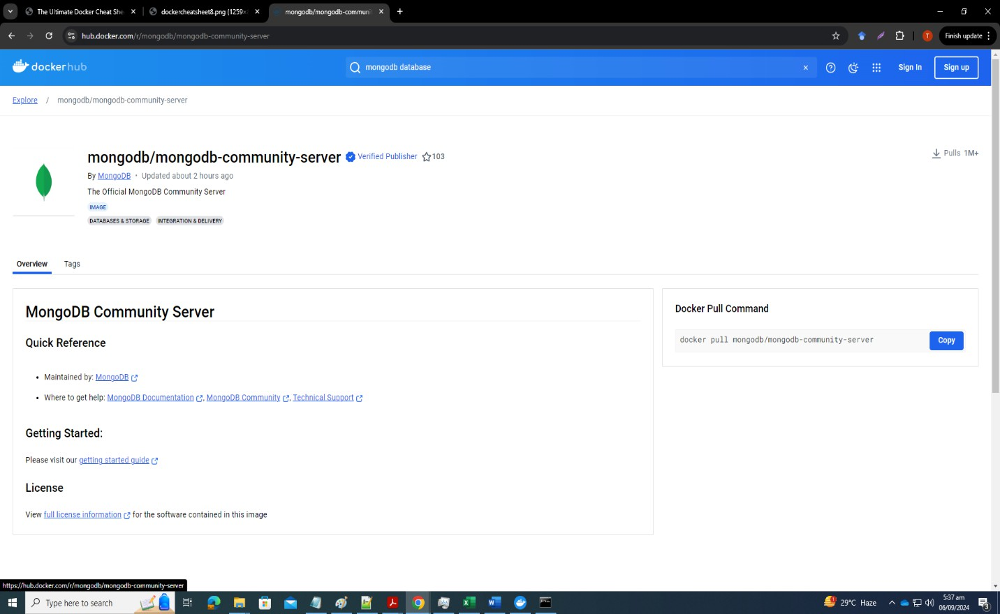 The Ultimate Docker Cheat She
dockercheatsheet8.png (1259×
mongodb/mongodb-commun
hub.docker.com/r/mongodb/mongodb-community-server
T
Finish update
dockerhub
mongodb database
Sign In
Sign up
Explore / mongodb/mongodb-community-server
mongodb/mongodb-community-server
Verified Publisher
103
Pulls 1M+
By MongoDB • Updated about 2 hours ago
The Official MongoDB Community Server
IMAGE
DATABASES & STORAGE
INTEGRATION & DELIVERY
Overview
Tags
MongoDB Community Server
Quick Reference
• Maintained by: MongoDB
• Where to get help: MongoDB Documentation, MongoDB Community, Technical Support
Getting Started:
Please visit our getting started guide
License
View full license information for the software contained in this image
Docker Pull Command
docker pull mongodb/mongodb-community-server
Copy
https://hub.docker.com/r/mongodb/mongodb-community-server
Type here to search
29°C Haze
5:37 am
06/09/2024
3